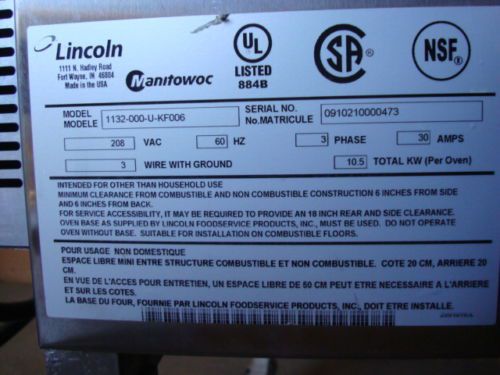 Lincoln
1111 N. Hadley Road
Fort Wayne, IN 46804
Made in the USA
Manitowoc
UL
LISTED
884B
CSA
NSF
MODEL
MODELE
1132-000-U-KF006
SERIAL NO.
No.MATRICULE
0910210000473
208 VAC 60 HZ 3 PHASE 30 AMPS
3 WIRE WITH GROUND 10.5 TOTAL KW (Per Oven)
INTENDED FOR OTHER THAN HOUSEHOLD USE
MINIMUM CLEARANCE FROM COMBUSTIBLE AND NON COMBUSTIBLE CONSTRUCTION 6 INCHES FROM SIDE
AND 6 INCHES FROM BACK.
FOR SERVICE ACCESSIBILITY, IT MAY BE REQUIRED TO PROVIDE AN 18 INCH REAR AND SIDE CLEARANCE.
OVEN BASE AS SUPPLIED BY LINCOLN FOODSERVICE PRODUCTS, INC., MUST BE USED. DO NOT OPERATE
OVEN WITHOUT BASE. SUITABLE FOR INSTALLATION ON COMBUSTIBLE FLOORS.
POUR USAGE NON DOMESTIQUE
ESPACE LIBRE MINI ENTRE STRUCTURE COMBUSTIBLE ET NON COMBUSTIBLE. COTE 20 CM, ARRIERE 20
CM.
EN VUE DE L'ACCES POUR ENTRETIEN, UN ESPACE LIBRE DE 60 CM PEUT ETRE NECESSAIRE A L'ARRIERE
ET SUR LES COTES.
LA BASE DU FOUR, FOURNIE PAR LINCOLN FOODSERVICE PRODUCTS, INC., DOIT ETRE INSTALLE.